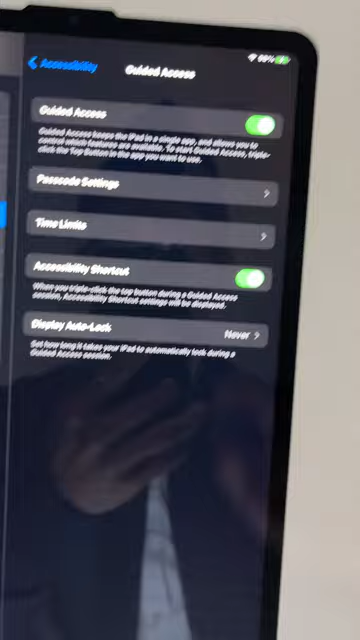 Accessibility
Guided Access
Guided Access
Guided Access keeps the iPad in a single app, and allows you to
control which features are available. To start Guided Access, triple-
click the Top Button in the app you want to use.
Passcode Settings
Time Limits
Accessibility Shortcut
When you triple-click the top button during a Guided Access
session, Accessibility Shortcut settings will be displayed.
Display Auto-Lock
Never
Set how long it takes your iPad to automatically lock during a
Guided Access session.